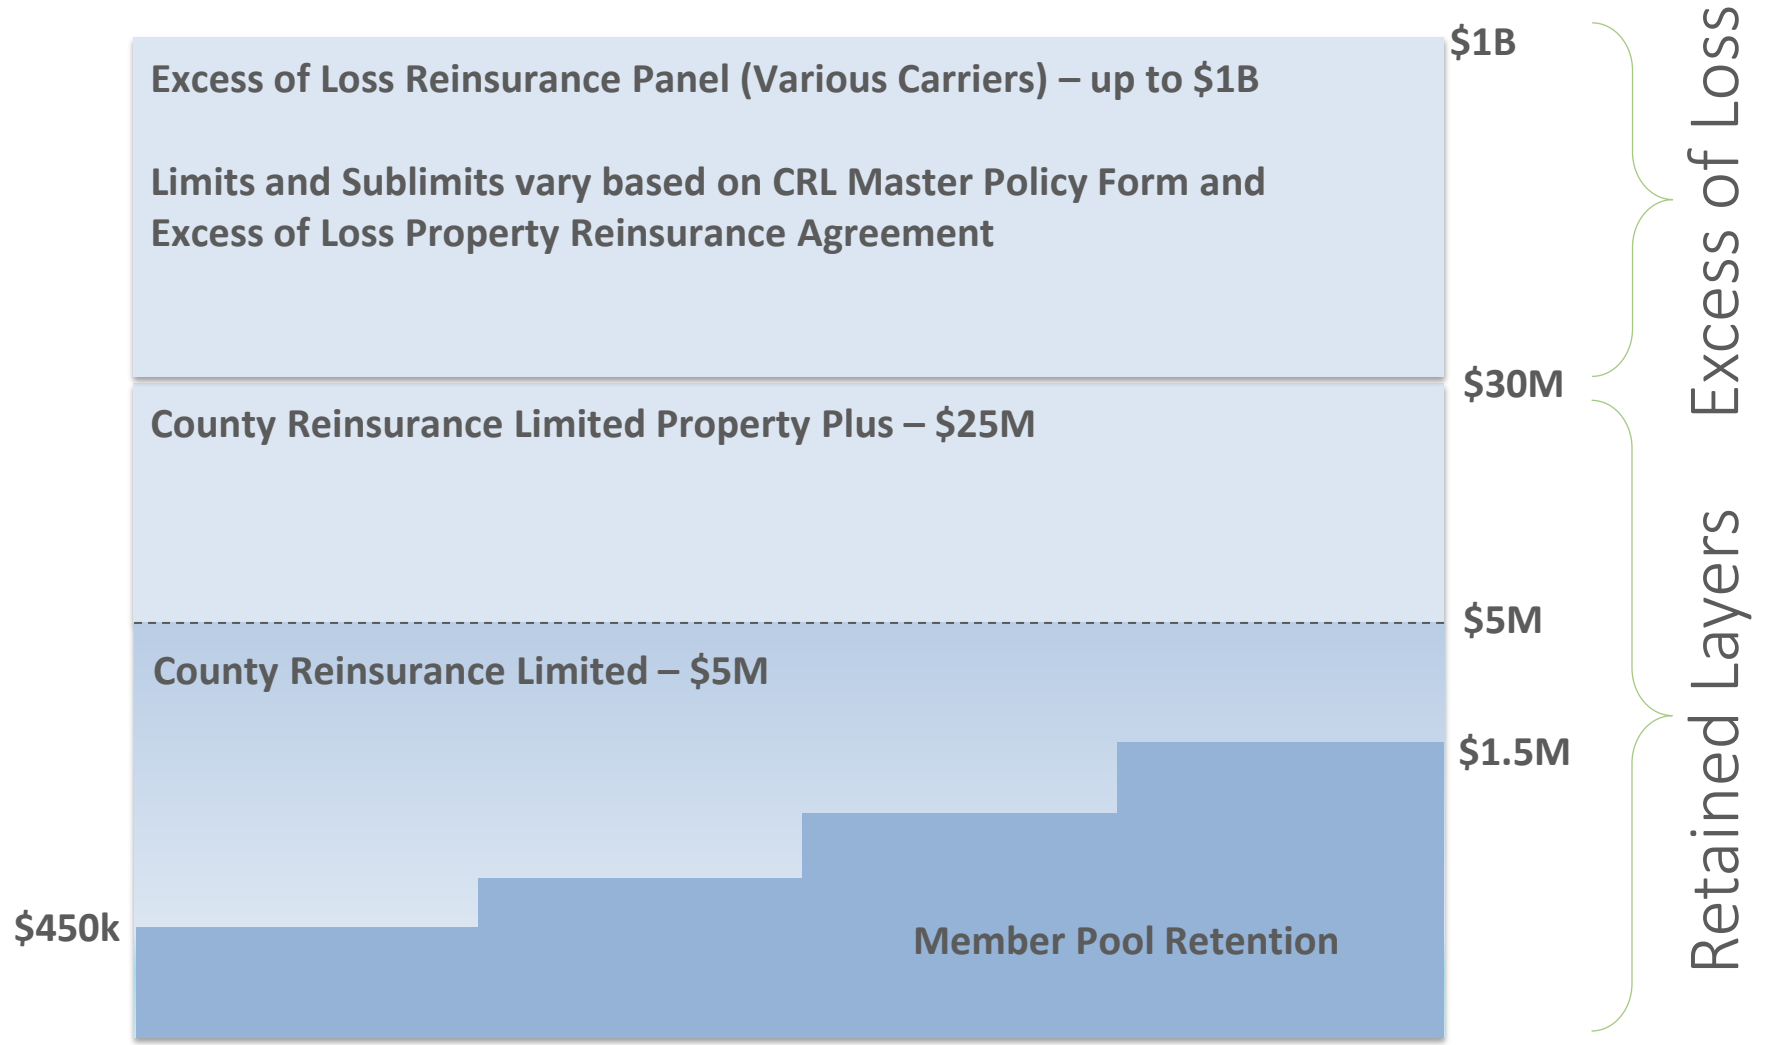 $1B
Excess of Loss Reinsurance Panel (Various Carriers) – up to $1B
Limits and Sublimits vary based on CRL Master Policy Form and
Excess of Loss Property Reinsurance Agreement
Excess of Loss
$30M
County Reinsurance Limited Property Plus – $25M
$5M
County Reinsurance Limited – $5M
$1.5M
Retained Layers
$450k
Member Pool Retention